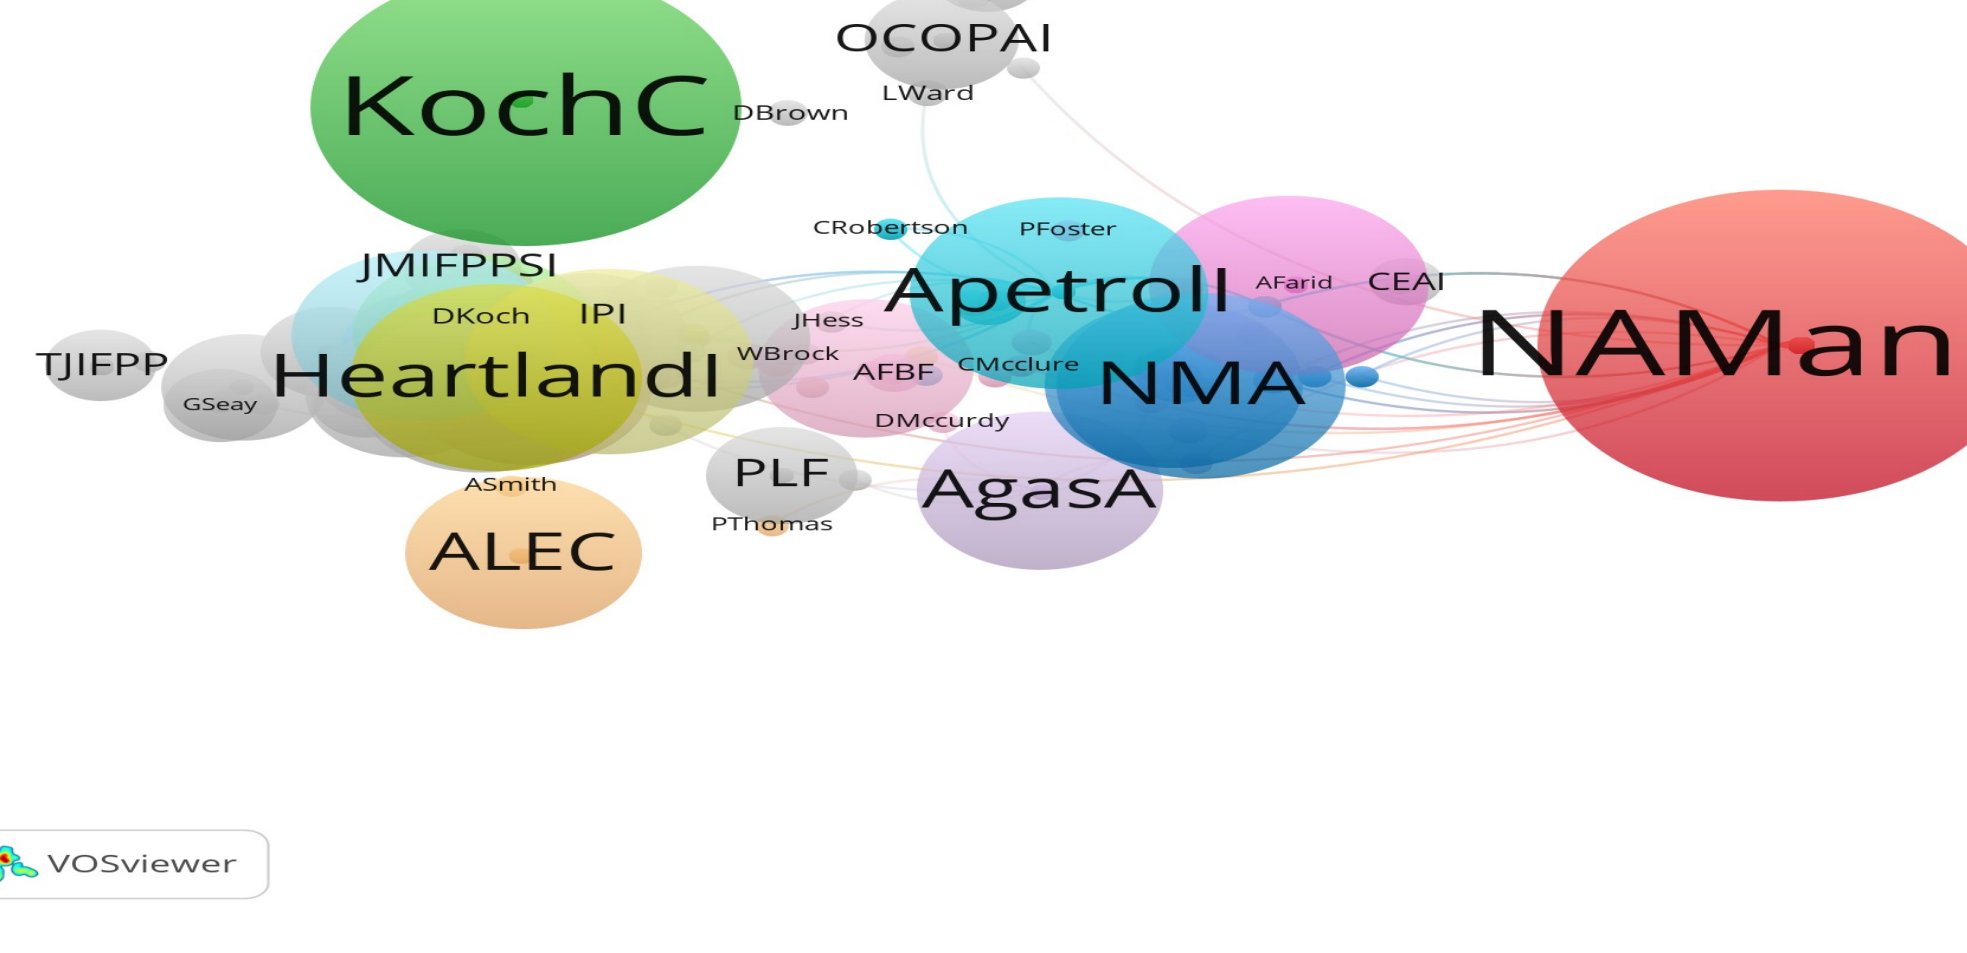 OCOPAI
KochC
LWard
DBrown
CRobertson
PFoster
JMIFPPSI
Apetroll
AFarid
CEAI
DKoch
IPI
JHess
NAMan
WBrock
TJIFPP
HeartlandI
AFBF
CMcclure
NMA
GSeay
DMccurdy
PLF
ASmith
AgasA
PThomas
ALEC
VOSviewer